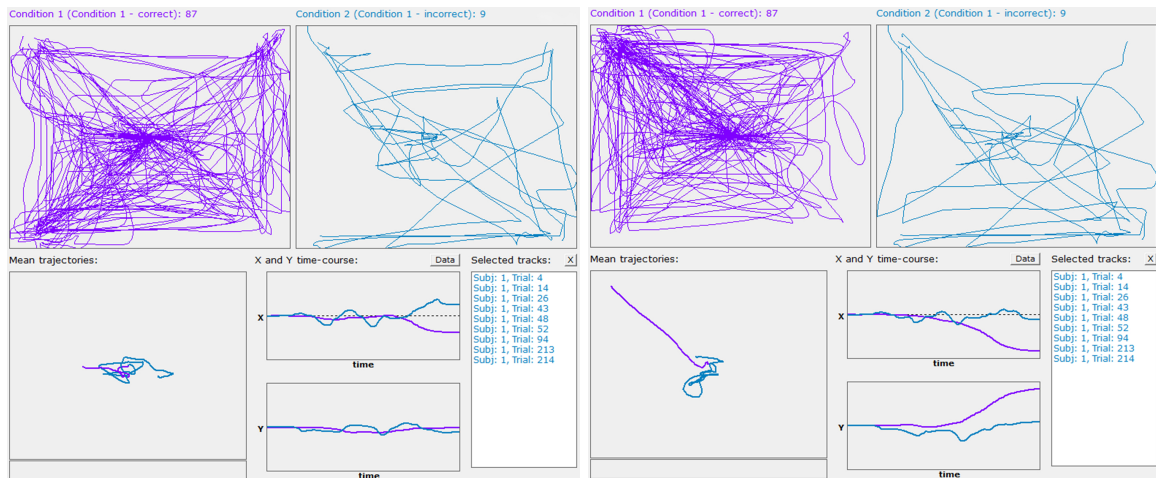 Condition 1 (Condition 1 - correct): 87
Condition 2 (Condition 1 - incorrect): 9
Mean trajectories:
X and Y time-course:
Data
Selected tracks:
X
X
time
Y
time
Subj: 1, Trial: 4
Subj: 1, Trial: 14
Subj: 1, Trial: 26
Subj: 1, Trial: 43
Subj: 1, Trial: 48
Subj: 1, Trial: 52
Subj: 1, Trial: 94
Subj: 1, Trial: 213
Subj: 1, Trial: 214
Condition 1 (Condition 1 - correct): 87
Condition 2 (Condition 1 - incorrect): 9
Mean trajectories:
X and Y time-course:
Data
Selected tracks:
X
X
time
Y
time
Subj: 1, Trial: 4
Subj: 1, Trial: 14
Subj: 1, Trial: 26
Subj: 1, Trial: 43
Subj: 1, Trial: 48
Subj: 1, Trial: 52
Subj: 1, Trial: 94
Subj: 1, Trial: 213
Subj: 1, Trial: 214